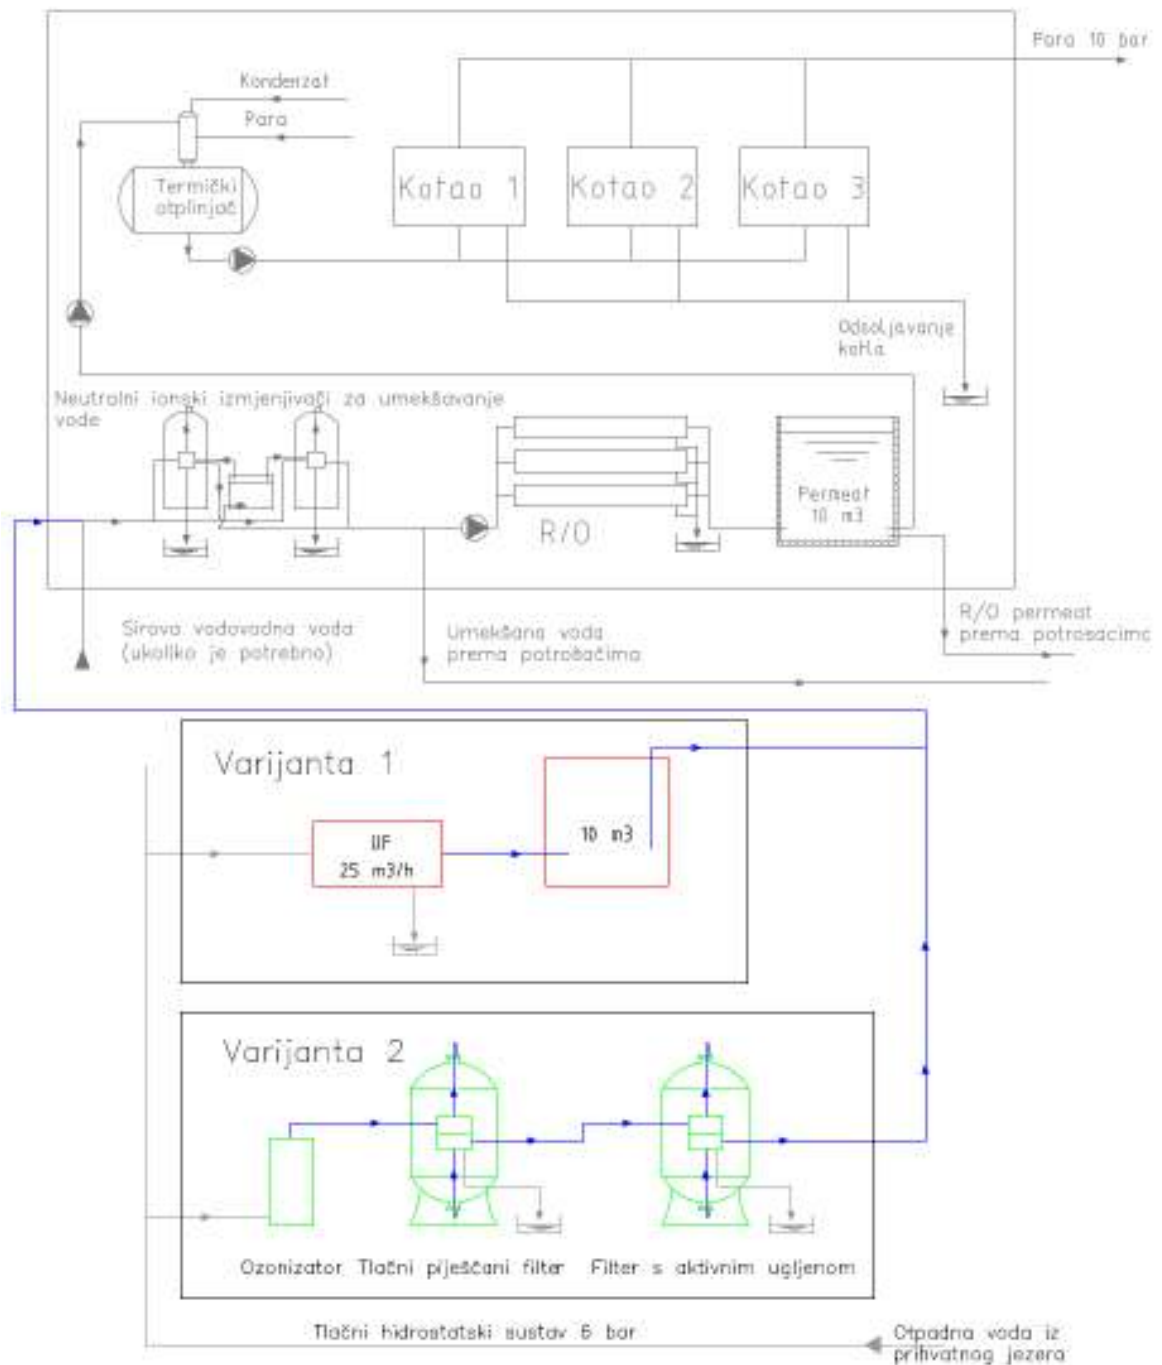 Para 10 bar
Kondenzat
Para
Termički
otplinjač
Kotao 1
Kotao 2
Kotao 3
Odsoljavanje
kotla
Neutralni ionski izmjenjivači za umekšavanje
vode
R/O
Permeat
10 m3
Sirova vodovodna voda
(ukoliko je potrebno)
Umekšana voda
prema potrošačima
R/O permeat
prema potrosacima
Varijanta 1
UF
25 m3/h
10 m3
Varijanta 2
Ozonizator
Tlačni pješčani filter
Filter s aktivnim ugljenom
Tlačni hidrostatski sustav 6 bar
Otpadna voda iz
prihvatnog jezera